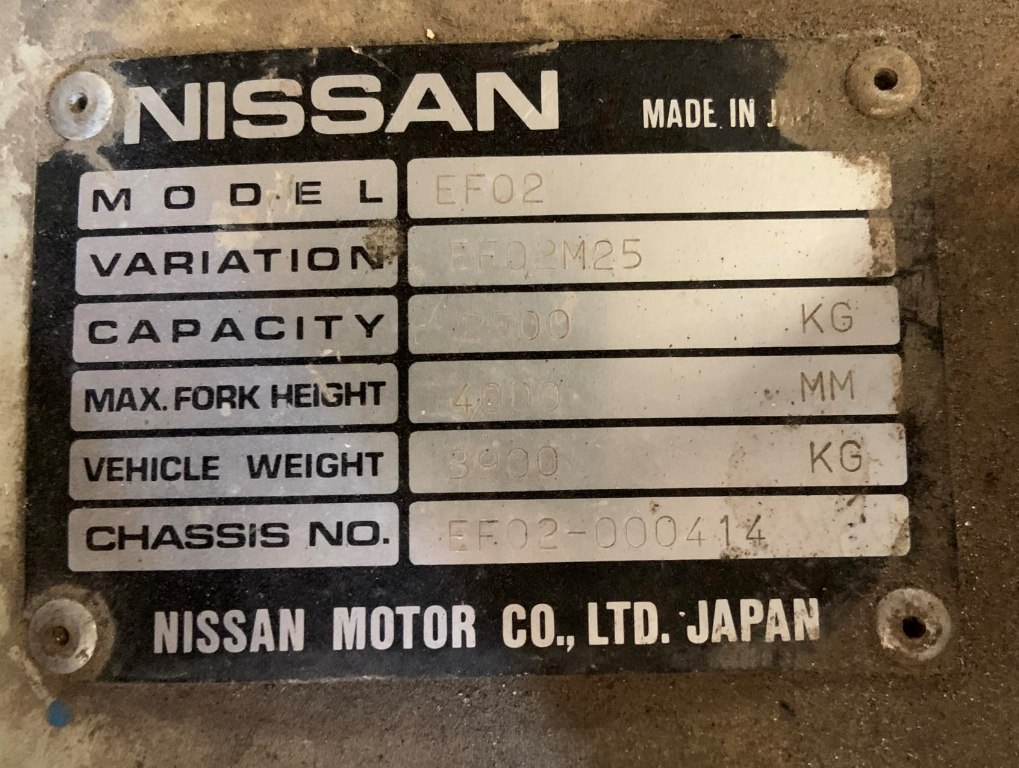 NISSAN MADE IN
MODEL EF02
VARIATION EF02M25
CAPACITY 2500 KG
MAX. FORK HEIGHT 4000 MM
VEHICLE WEIGHT 3900 KG
CHASSIS NO. EF02-000414
NISSAN MOTOR CO., LTD. JAPAN